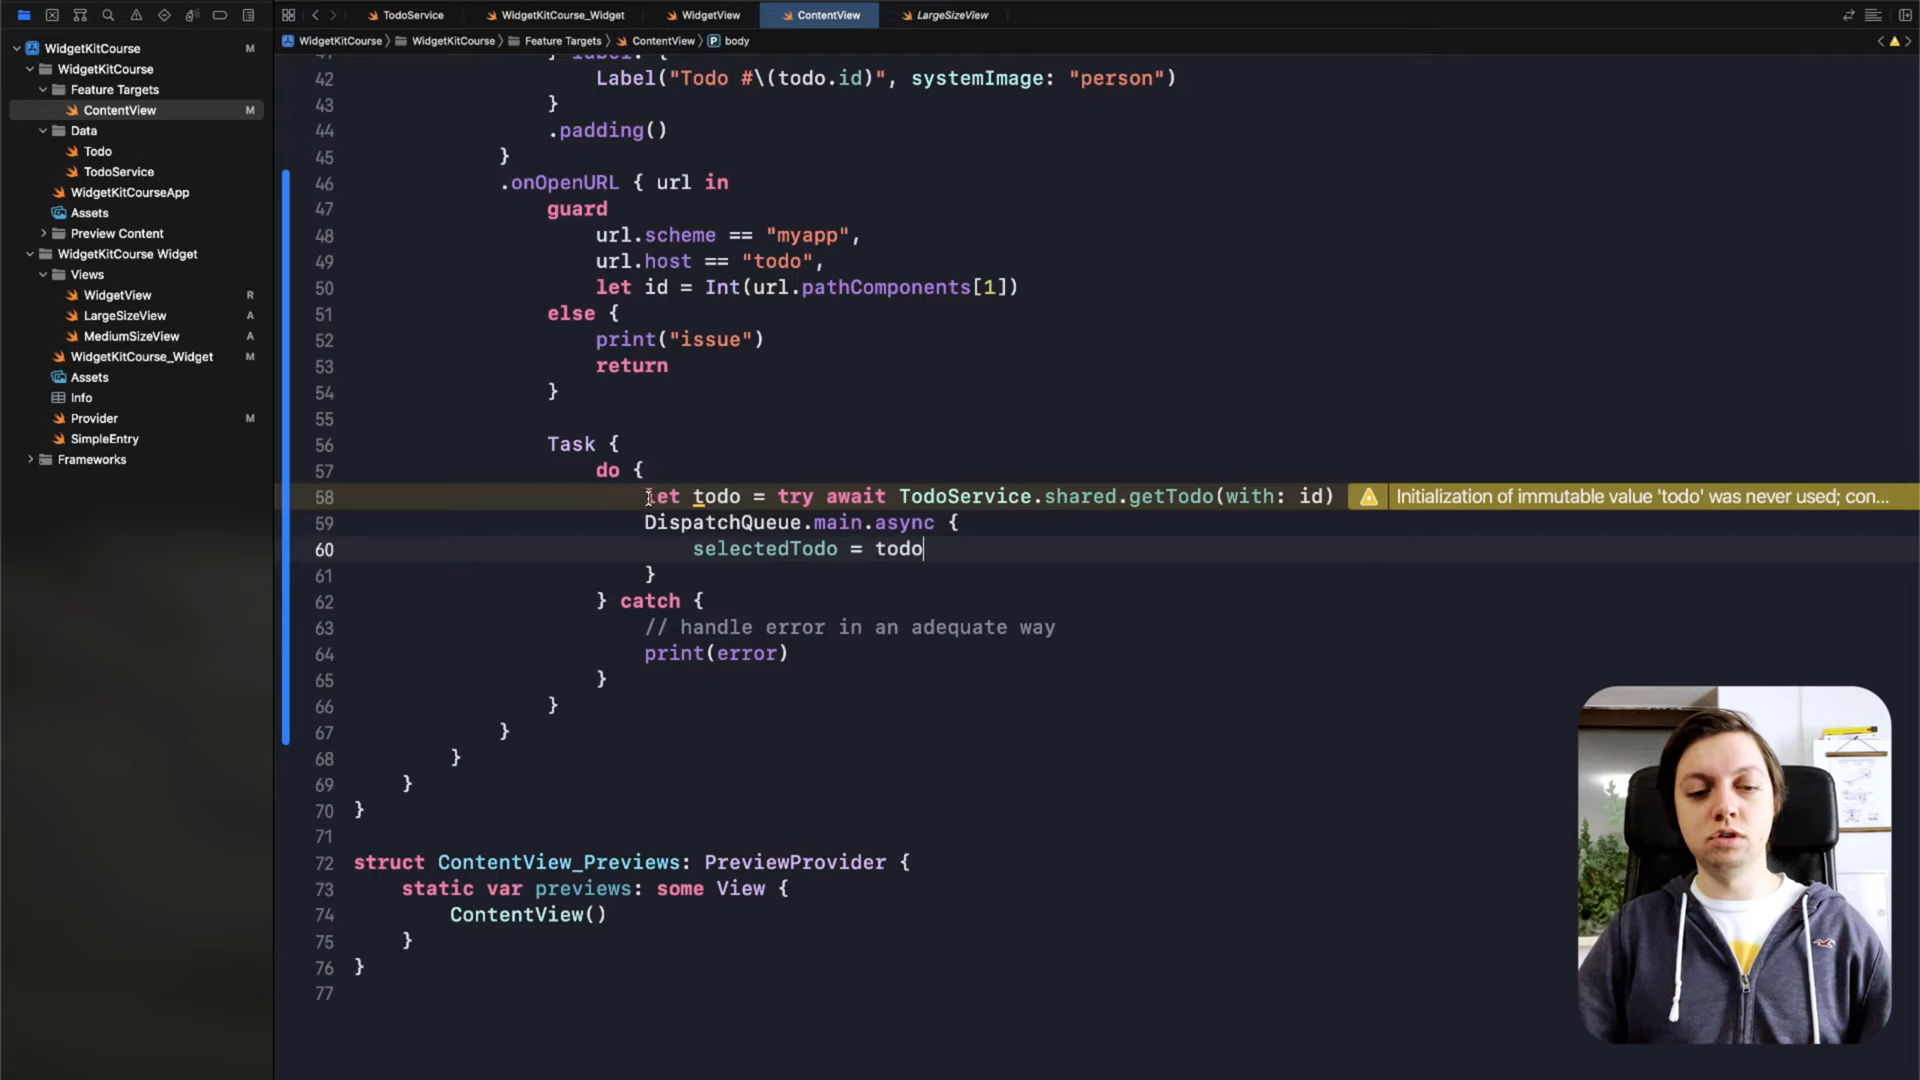 TodoService
WidgetKitCourse_Widget
WidgetView
ContentView
LargeSizeView
WidgetKitCourse
WidgetKitCourse
Feature Targets
ContentView
P body
WidgetKitCourse M
WidgetKitCourse
Feature Targets
ContentView M
Data
Todo
TodoService
WidgetKitCourseApp
Assets
Preview Content
WidgetKitCourse Widget
Views
WidgetView R
LargeSizeView A
MediumSizeView A
WidgetKitCourse_Widget M
Assets
Info
Provider M
SimpleEntry
Frameworks
42 Label("Todo #\(todo.id)", systemImage: "person")
43 }
44 .padding()
45 }
46 .onOpenURL { url in
47 guard
48 url.scheme == "myapp",
49 url.host == "todo",
50 let id = Int(url.pathComponents[1])
51 else {
52 print("issue")
53 return
54 }
55
56 Task {
57 do {
58 let todo = try await TodoService.shared.getTodo(with: id) Initialization of immutable value 'todo' was never used; con...
59 DispatchQueue.main.async {
60 selectedTodo = todo
61 }
62 } catch {
63 // handle error in an adequate way
64 print(error)
65 }
66 }
67 }
68 }
69 }
70 }
71
72 struct ContentView_Previews: PreviewProvider {
73 static var previews: some View {
74 ContentView()
75 }
76 }
77